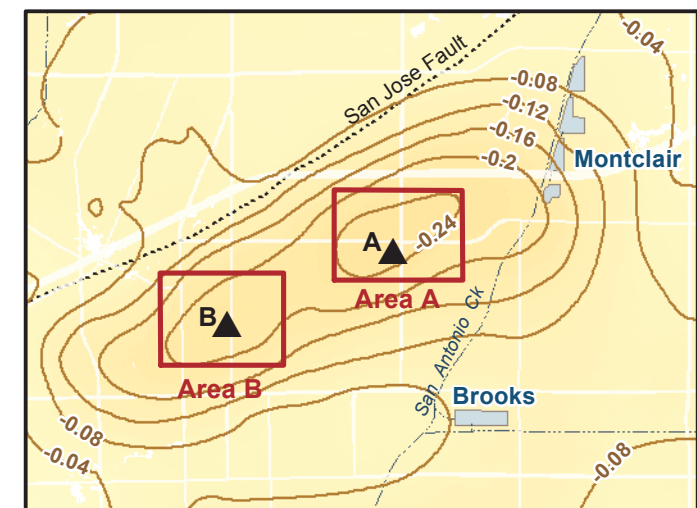 -0.04
San Jose Fault
-0.08
-0.12
-0.16
Montclair
-0.2
A
-0.24
Area A
B
San Antonio Ck
Area B
Brooks
-0.08
-0.04
-0.08